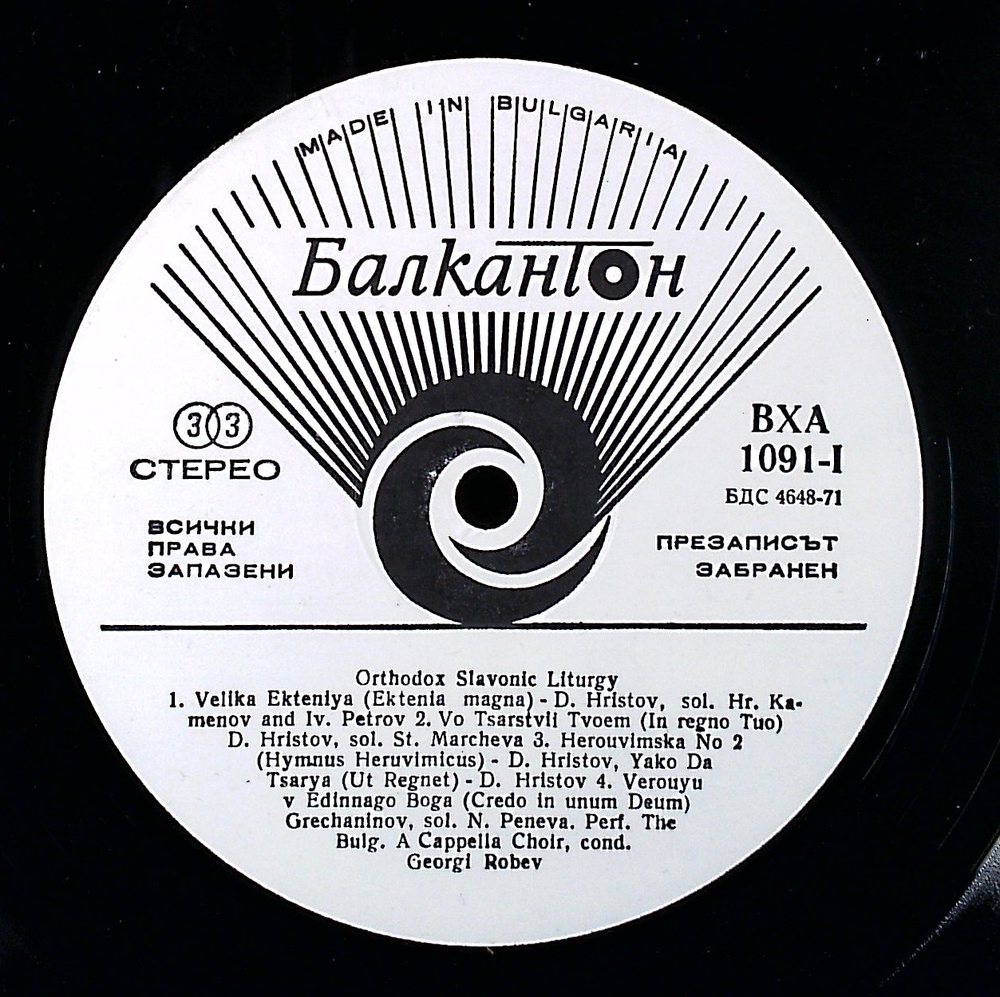 MADE IN BULGARIA
Балкантон
33
СТЕРЕО
ВХА
1091-I
БДС 4648-71
ВСИЧКИ
ПРАВА
ЗАПАЗЕНИ
ПРЕЗАПИСЪТ
ЗАБРАНЕН
Orthodox Slavonic Liturgy
1. Velika Ekteniya (Ektenia magna) - D. Hristov, sol. Hr. Ka-
menov and Iv. Petrov 2. Vo Tsarstvii Tvoem (In regno Tuo)
D. Hristov, sol. St. Marcheva 3. Herouvimska No 2
(Hymnus Heruvimicus) - D. Hristov, Yako Da
Tsarya (Ut Regnet) - D. Hristov 4. Verouyu
v Edinnago Boga (Credo in unum Deum)
Grechaninov, sol. N. Peneva. Perf. The
Bulg. A Cappella Choir, cond.
Georgi Robev